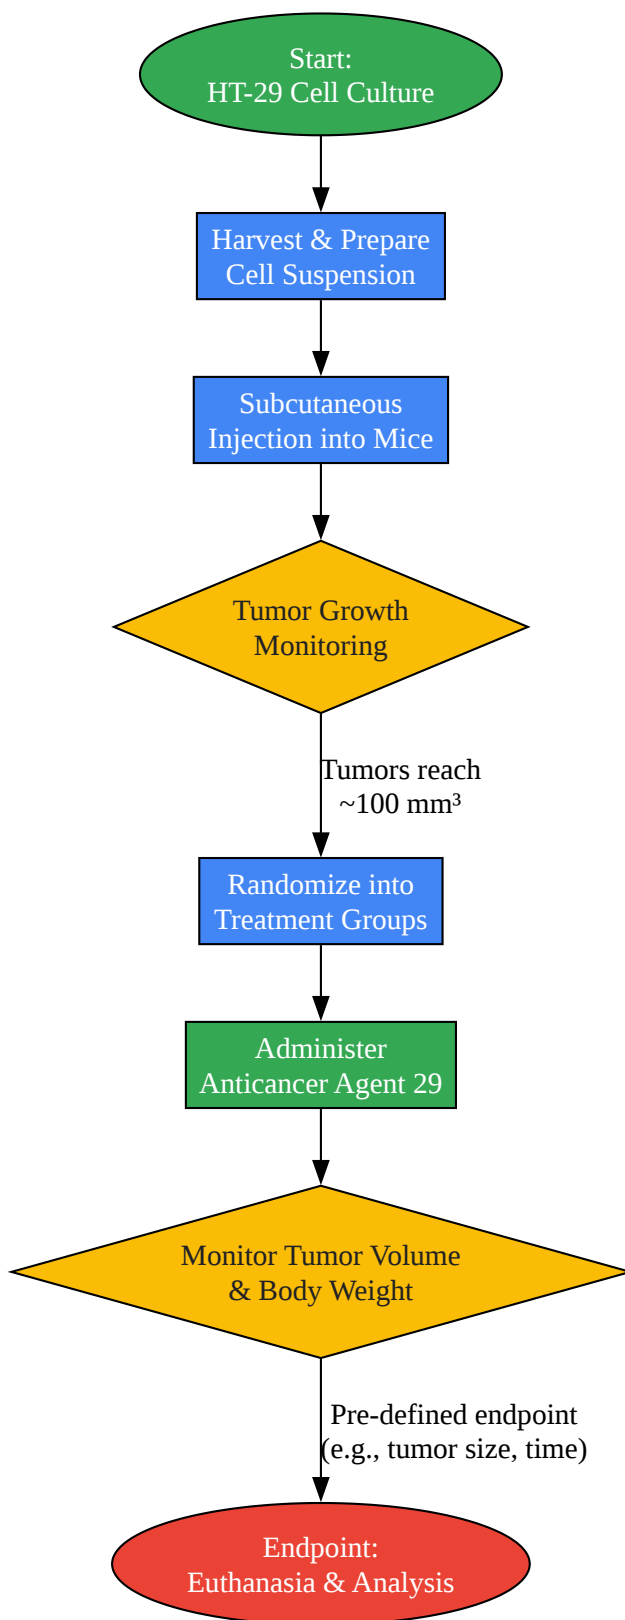 Start:
HT-29 Cell Culture
Harvest & Prepare
Cell Suspension
Subcutaneous
Injection into Mice
Tumor Growth
Monitoring
Tumors reach
~100 mm³
Randomize into
Treatment Groups
Administer
Anticancer Agent 29
Monitor Tumor Volume
& Body Weight
Pre-defined endpoint
(e.g., tumor size, time)
Endpoint:
Euthanasia & Analysis